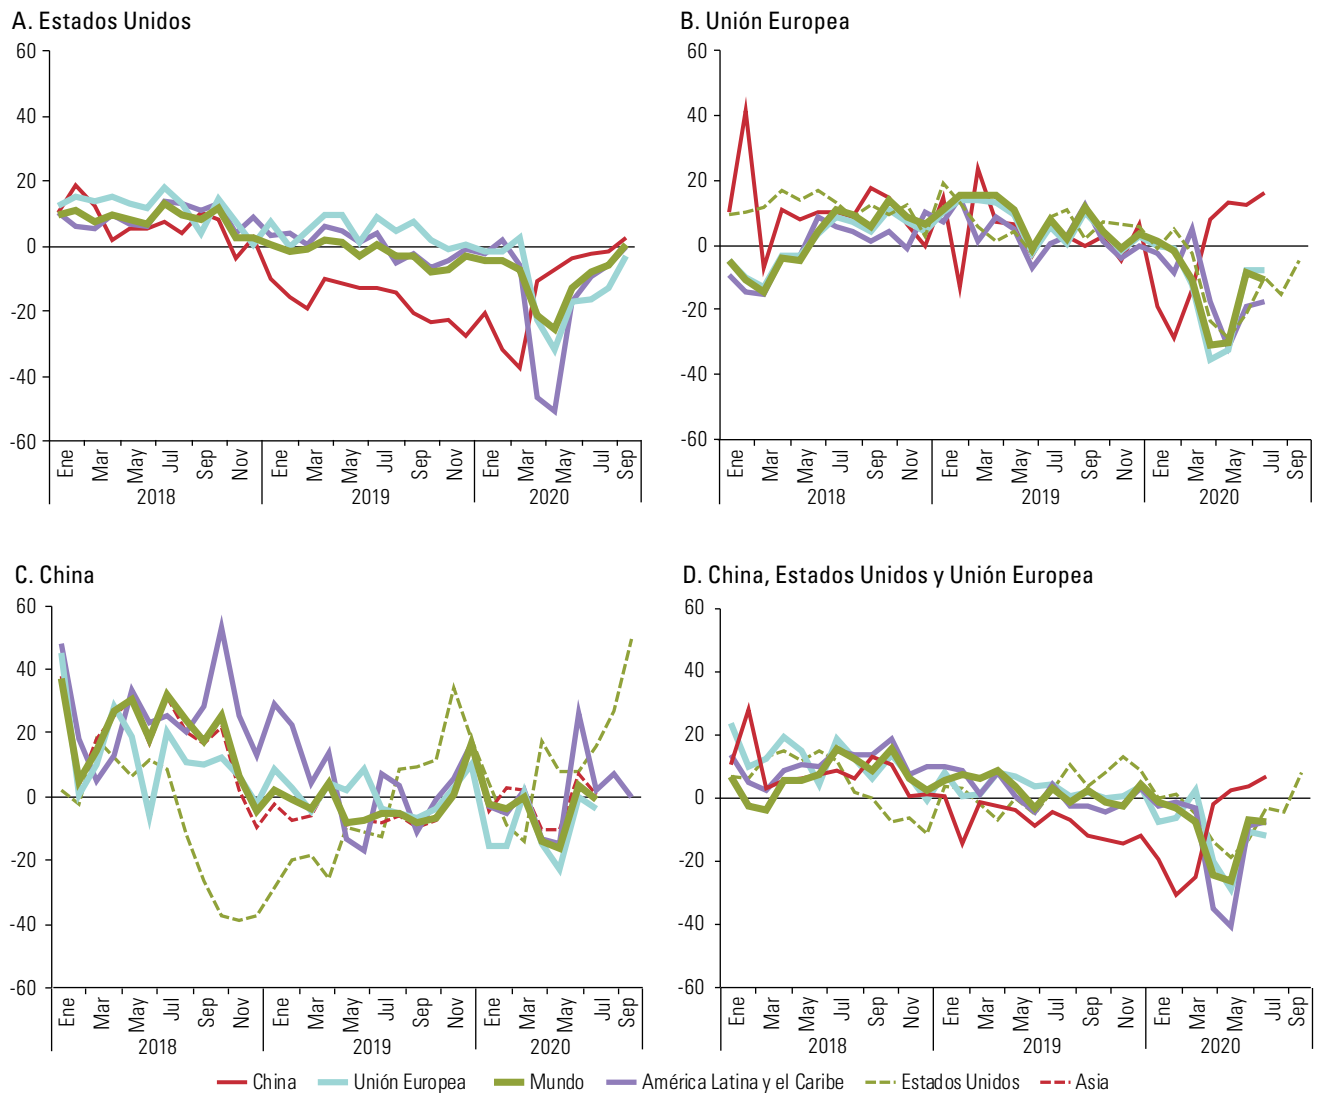 A. Estados Unidos
60
40
20
0
-20
-40
-60
Ene Mar May Jul Sep Nov Ene Mar May Jul Sep Nov Ene Mar May Jul Sep
2018 2019 2020
B. Unión Europea
60
40
20
0
-20
-40
-60
Ene Mar May Jul Sep Nov Ene Mar May Jul Sep Nov Ene Mar May Jul Sep
2018 2019 2020
C. China
60
40
20
0
-20
-40
-60
Ene Mar May Jul Sep Nov Ene Mar May Jul Sep Nov Ene Mar May Jul Sep
2018 2019 2020
D. China, Estados Unidos y Unión Europea
60
40
20
0
-20
-40
-60
Ene Mar May Jul Sep Nov Ene Mar May Jul Sep Nov Ene Mar May Jul Sep
2018 2019 2020
China Unión Europea Mundo América Latina y el Caribe Estados Unidos Asia